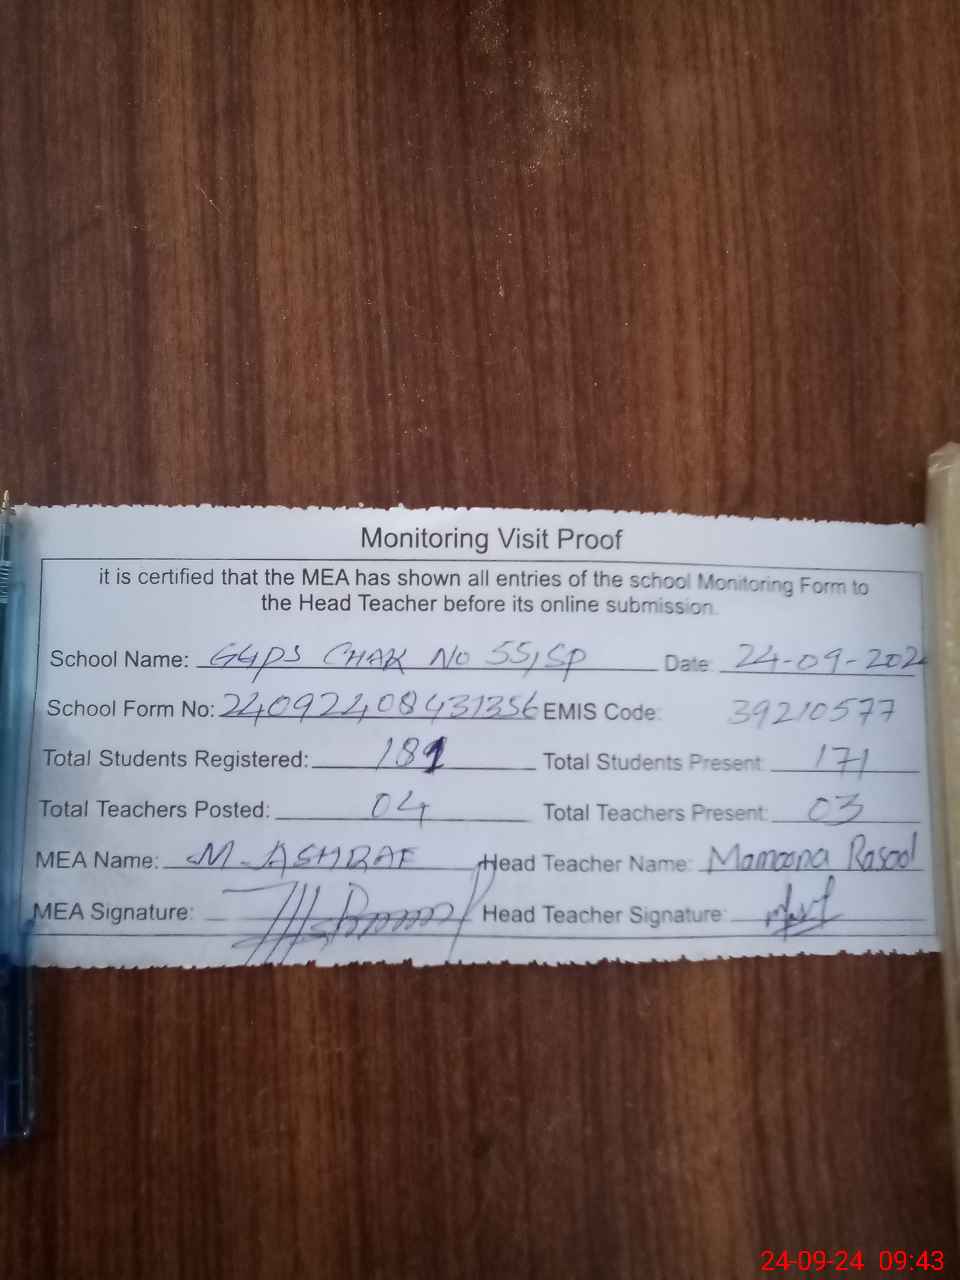 Monitoring Visit Proof
it is certified that the MEA has shown all entries of the school Monitoring Form to
the Head Teacher before its online submission.
School Name: GGPS CHAK NO 55/SP Date: 24-09-202
School Form No: 24092408431356 EMIS Code: 39210577
Total Students Registered: 181 Total Students Present: 171
Total Teachers Posted: 04 Total Teachers Present: 03
MEA Name: M. ASHRAF Head Teacher Name: Mamoona Rasool
MEA Signature: Head Teacher Signature:
24-09-24 09:43